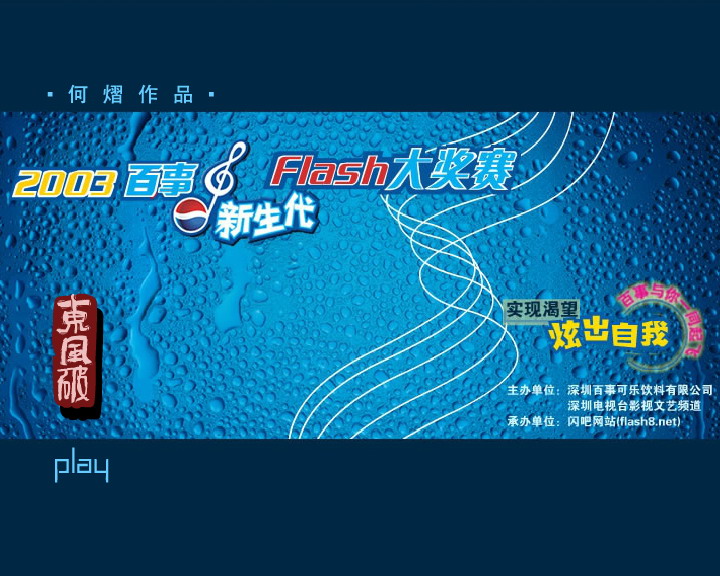 · 何 熠 作 品 ·
2003 百事 新生代 Flash大奖赛
東風破
实现渴望
炫出自我
百事与你一同起飞
主办单位：深圳百事可乐饮料有限公司
深圳电视台影视文艺频道
承办单位：闪吧网站(flash8.net)
play